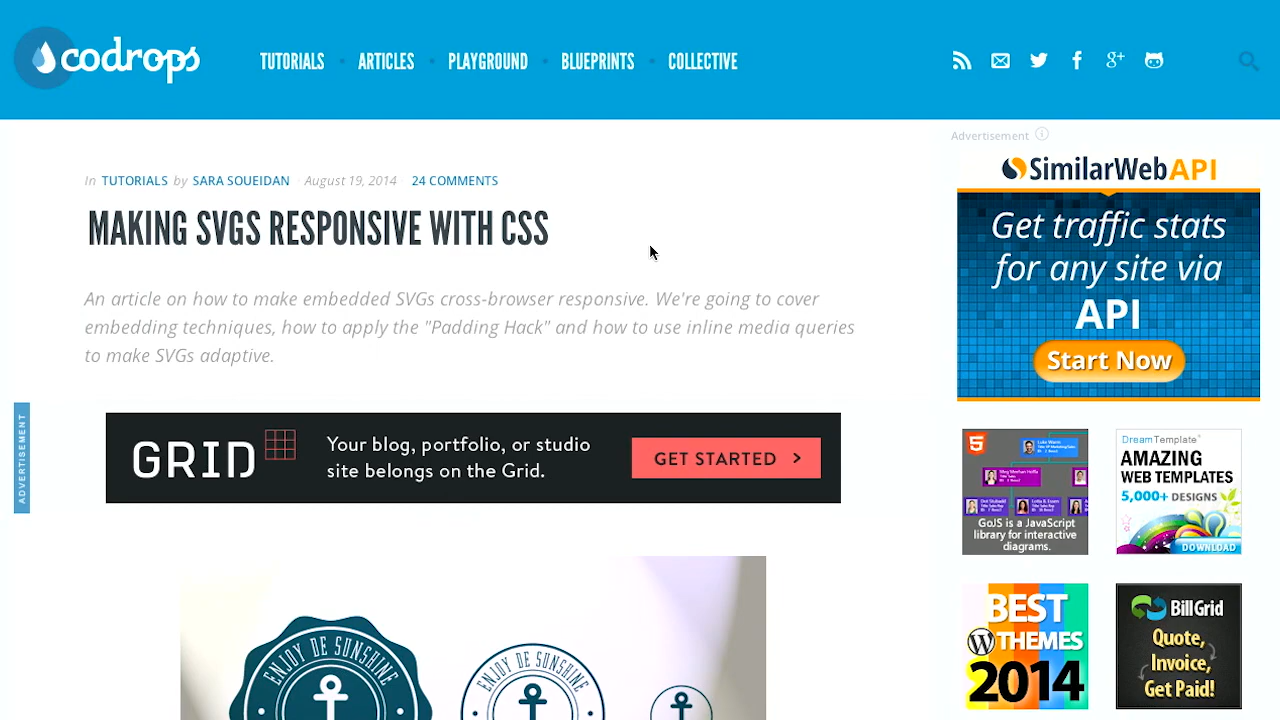 codrops
TUTORIALS • ARTICLES • PLAYGROUND • BLUEPRINTS • COLLECTIVE
g+
Advertisement
In TUTORIALS by SARA SOUEIDAN · August 19, 2014 · 24 COMMENTS
MAKING SVGS RESPONSIVE WITH CSS
An article on how to make embedded SVGs cross-browser responsive. We're going to cover
embedding techniques, how to apply the "Padding Hack" and how to use inline media queries
to make SVGs adaptive.
ADVERTISEMENT
GRID
Your blog, portfolio, or studio
site belongs on the Grid.
GET STARTED >
ENJOY DE SUNSHINE
ENJOY DE SUNSHINE
SimilarWebAPI
Get traffic stats
for any site via
API
Start Now
5
GoJS is a JavaScript
library for interactive
diagrams.
DreamTemplate
AMAZING
WEB TEMPLATES
5,000+ DESIGNS
DOWNLOAD
BEST
W THEMES
2014
BillGrid
Quote,
Invoice,
Get Paid!